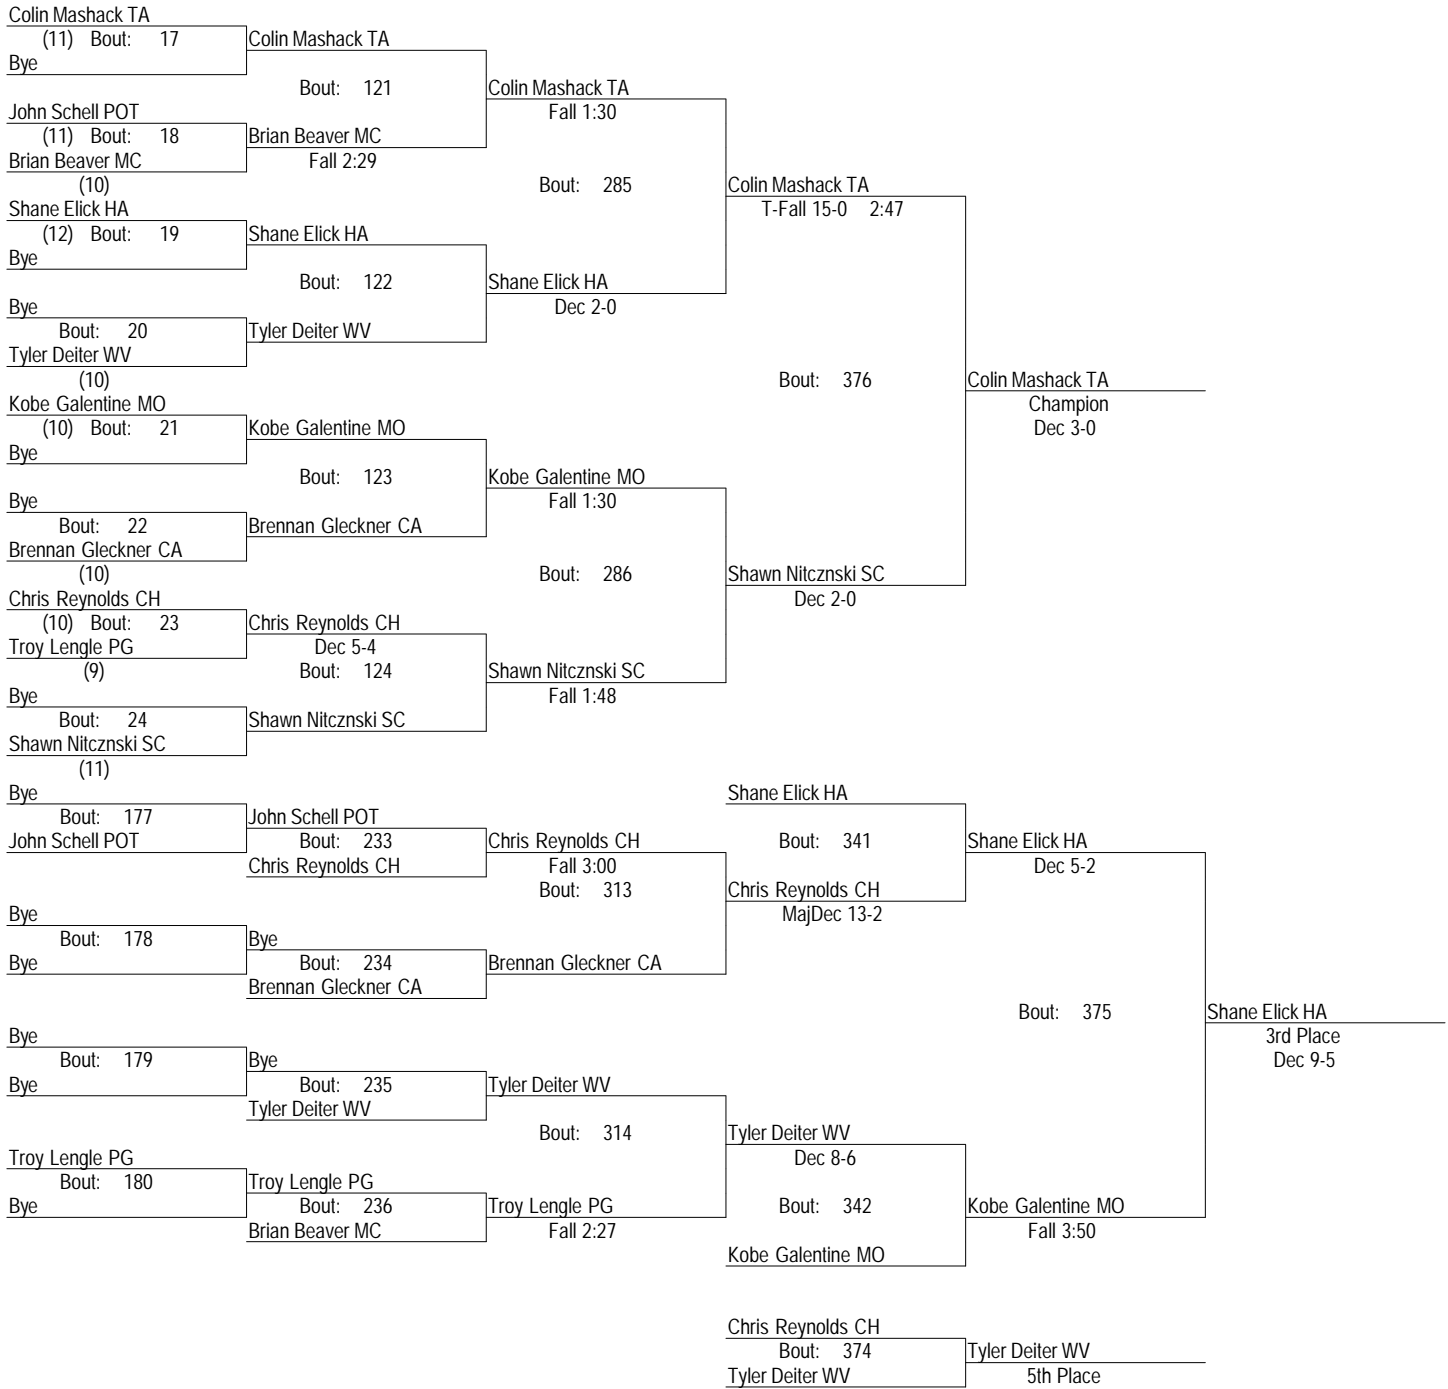 Colin Mashack TA
(11) Bout: 17 Colin Mashack TA
Bye
Bout: 121 Colin Mashack TA
John Schell POT Fall 1:30
(11) Bout: 18 Brian Beaver MC
Brian Beaver MC Fall 2:29
(10) Bout: 285 Colin Mashack TA
Shane Elick HA T-Fall 15-0 2:47
(12) Bout: 19 Shane Elick HA
Bye
Bout: 122 Shane Elick HA
Bye Dec 2-0
Bout: 20 Tyler Deiter WV
Tyler Deiter WV
(10) Bout: 376 Colin Mashack TA
Kobe Galentine MO Champion
(10) Bout: 21 Kobe Galentine MO Dec 3-0
Bye
Bout: 123 Kobe Galentine MO
Bye Fall 1:30
Bout: 22 Brennan Gleckner CA
Brennan Gleckner CA
(10) Bout: 286 Shawn Nitcznski SC
Chris Reynolds CH Dec 2-0
(10) Bout: 23 Chris Reynolds CH
Troy Lengle PG Dec 5-4
(9) Bout: 124 Shawn Nitcznski SC
Bye Fall 1:48
Bout: 24 Shawn Nitcznski SC
Shawn Nitcznski SC
(11)
Bye Shane Elick HA
Bout: 177 John Schell POT
John Schell POT Bout: 233 Chris Reynolds CH Bout: 341 Shane Elick HA
Chris Reynolds CH Fall 3:00 Dec 5-2
Bout: 313 Chris Reynolds CH
Bye MajDec 13-2
Bout: 178 Bye
Bye Bout: 234 Brennan Gleckner CA
Brennan Gleckner CA
Bout: 375 Shane Elick HA
Bye 3rd Place
Bout: 179 Bye Dec 9-5
Bye Bout: 235 Tyler Deiter WV
Tyler Deiter WV
Bout: 314 Tyler Deiter WV
Troy Lengle PG Dec 8-6
Bout: 180 Troy Lengle PG
Bye Bout: 236 Troy Lengle PG Bout: 342 Kobe Galentine MO
Brian Beaver MC Fall 2:27 Fall 3:50
Kobe Galentine MO
Chris Reynolds CH
Bout: 374 Tyler Deiter WV
Tyler Deiter WV 5th Place